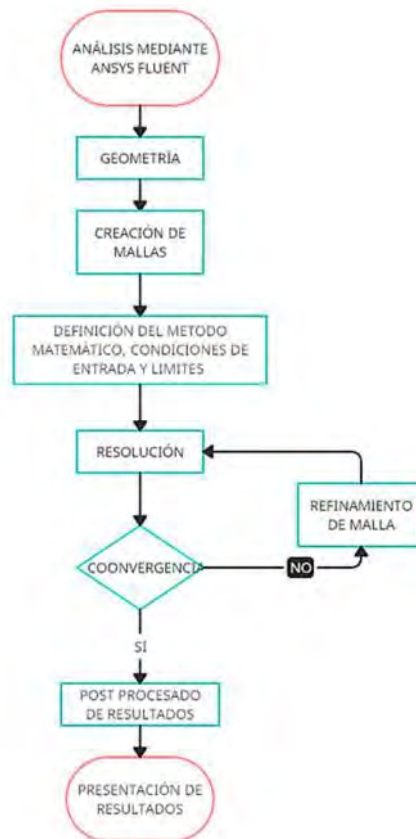 ANÁLISIS MEDIANTE
ANSYS FLUENT
GEOMETRÍA
CREACIÓN DE
MALLAS
DEFINICIÓN DEL METODO
MATEMÁTICO, CONDICIONES DE
ENTRADA Y LIMITES
RESOLUCIÓN
REFINAMIENTO
DE MALLA
COONVERGENCIA
NO
SI
POST PROCESADO
DE RESULTADOS
PRESENTACIÓN DE
RESULTADOS